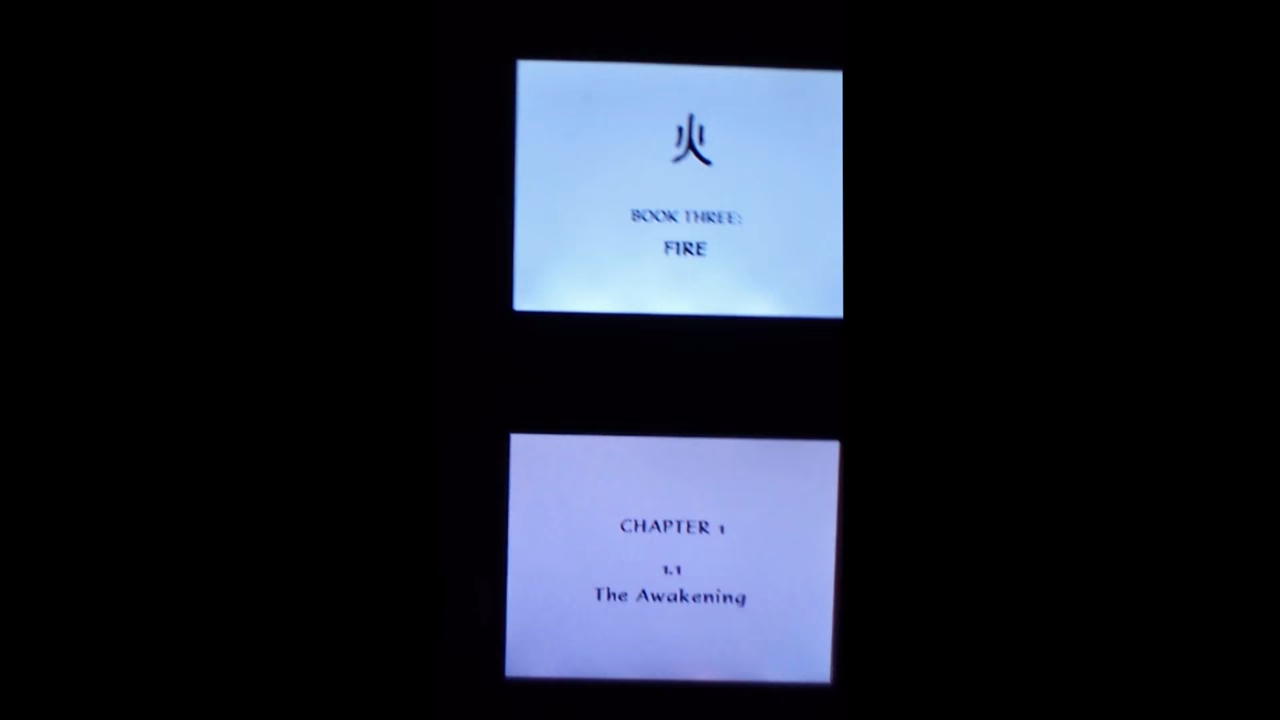 火
BOOK THREE:
FIRE
CHAPTER 1
1.1
The Awakening